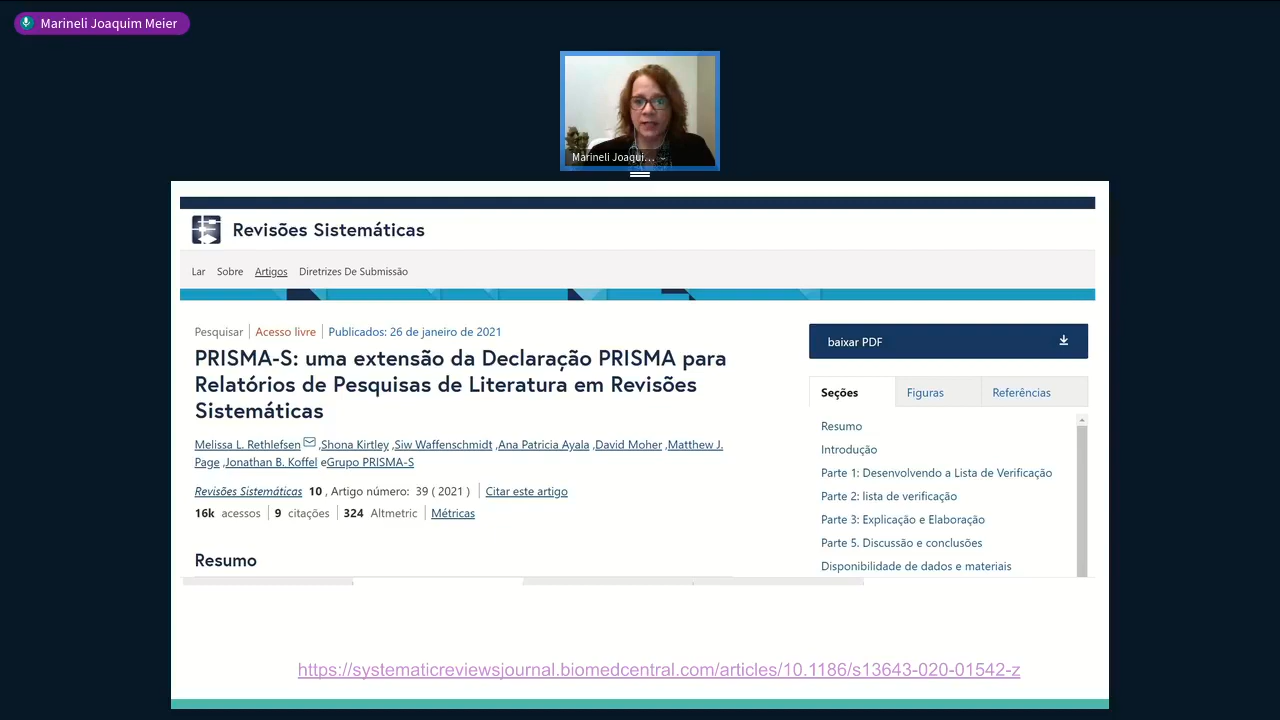 Marineli Joaquim Meier
Marineli Joaqui...
Revisões Sistemáticas
Lar Sobre Artigos Diretrizes De Submissão
Pesquisar Acesso livre Publicados: 26 de janeiro de 2021
PRISMA-S: uma extensão da Declaração PRISMA para
Relatórios de Pesquisas de Literatura em Revisões
Sistemáticas
Melissa L. Rethlefsen ,Shona Kirtley ,Siw Waffenschmidt ,Ana Patricia Ayala ,David Moher ,Matthew J.
Page ,Jonathan B. Koffel eGrupo PRISMA-S
Revisões Sistemáticas 10 , Artigo número: 39 ( 2021 ) Citar este artigo
16k acessos 9 citações 324 Altmetric Métricas
Resumo
baixar PDF
Seções Figuras Referências
Resumo
Introdução
Parte 1: Desenvolvendo a Lista de Verificação
Parte 2: lista de verificação
Parte 3: Explicação e Elaboração
Parte 5. Discussão e conclusões
Disponibilidade de dados e materiais
https://systematicreviewsjournal.biomedcentral.com/articles/10.1186/s13643-020-01542-z